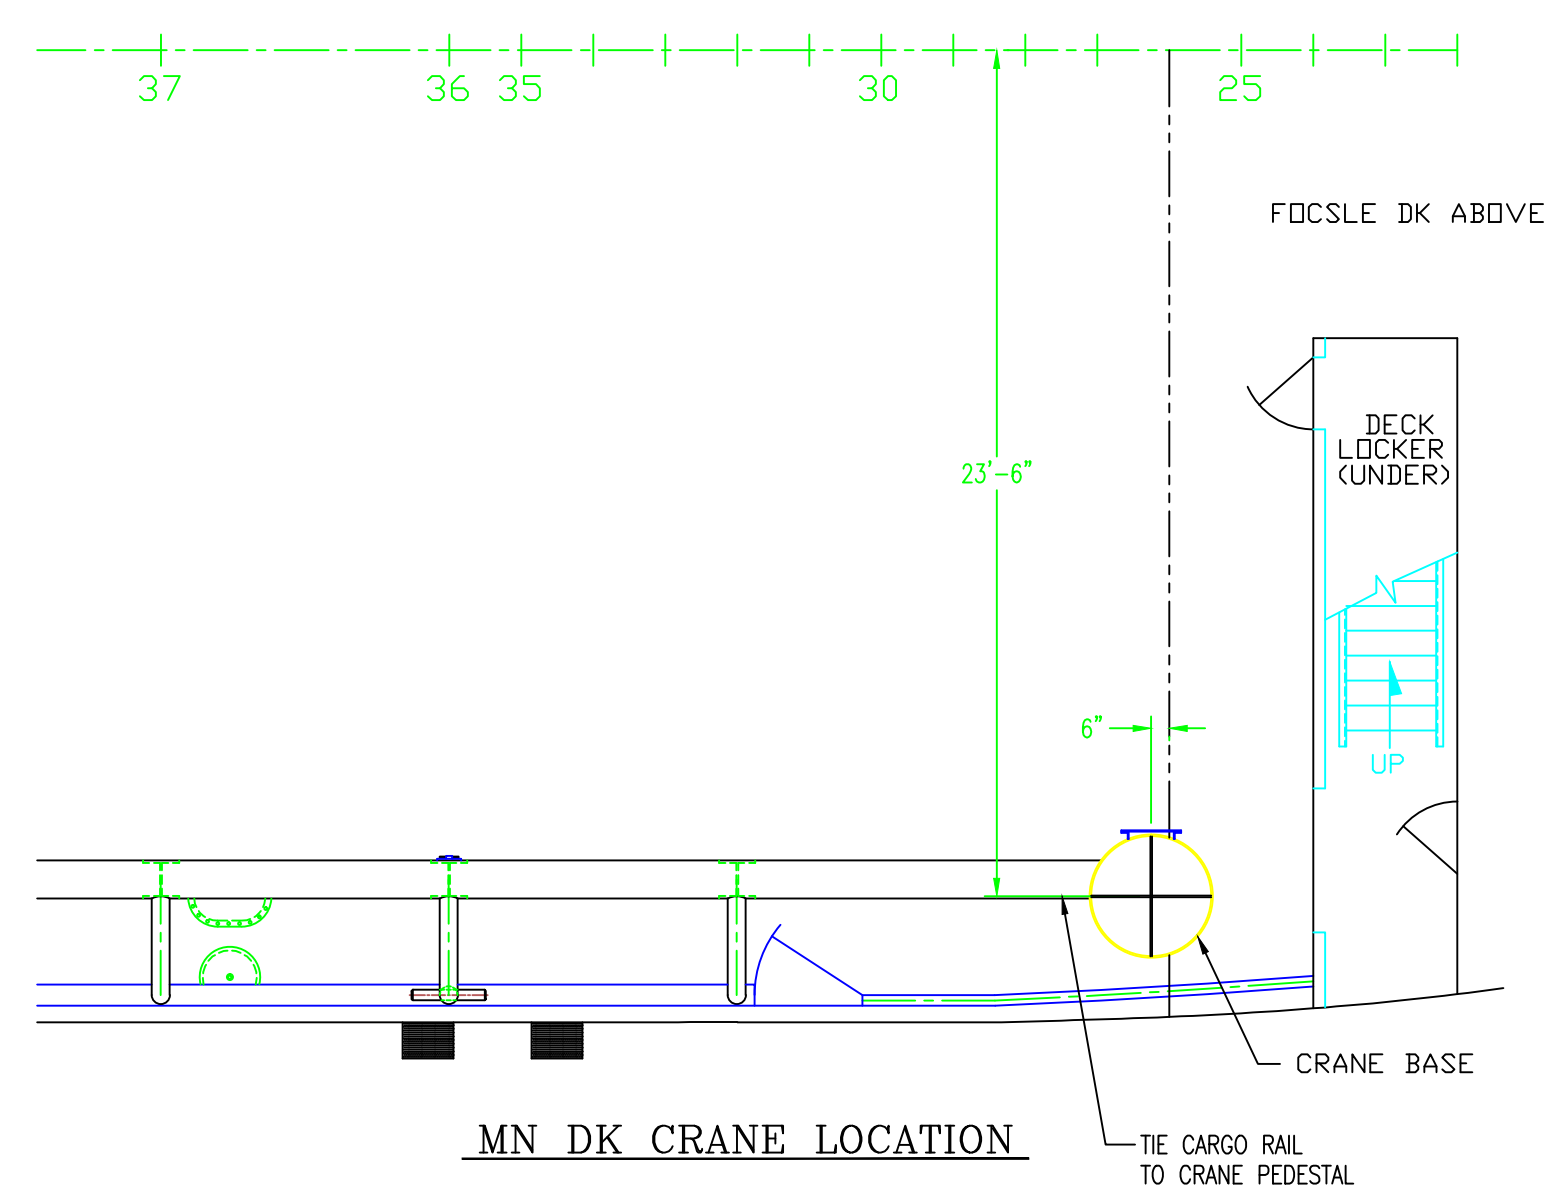 37 36 35 30 25
FOCSLE DK ABOVE
DECK
LOCKER
(UNDER)
23'-6"
6"
UP
CRANE BASE
MN DK CRANE LOCATION
TIE CARGO RAIL
TO CRANE PEDESTAL